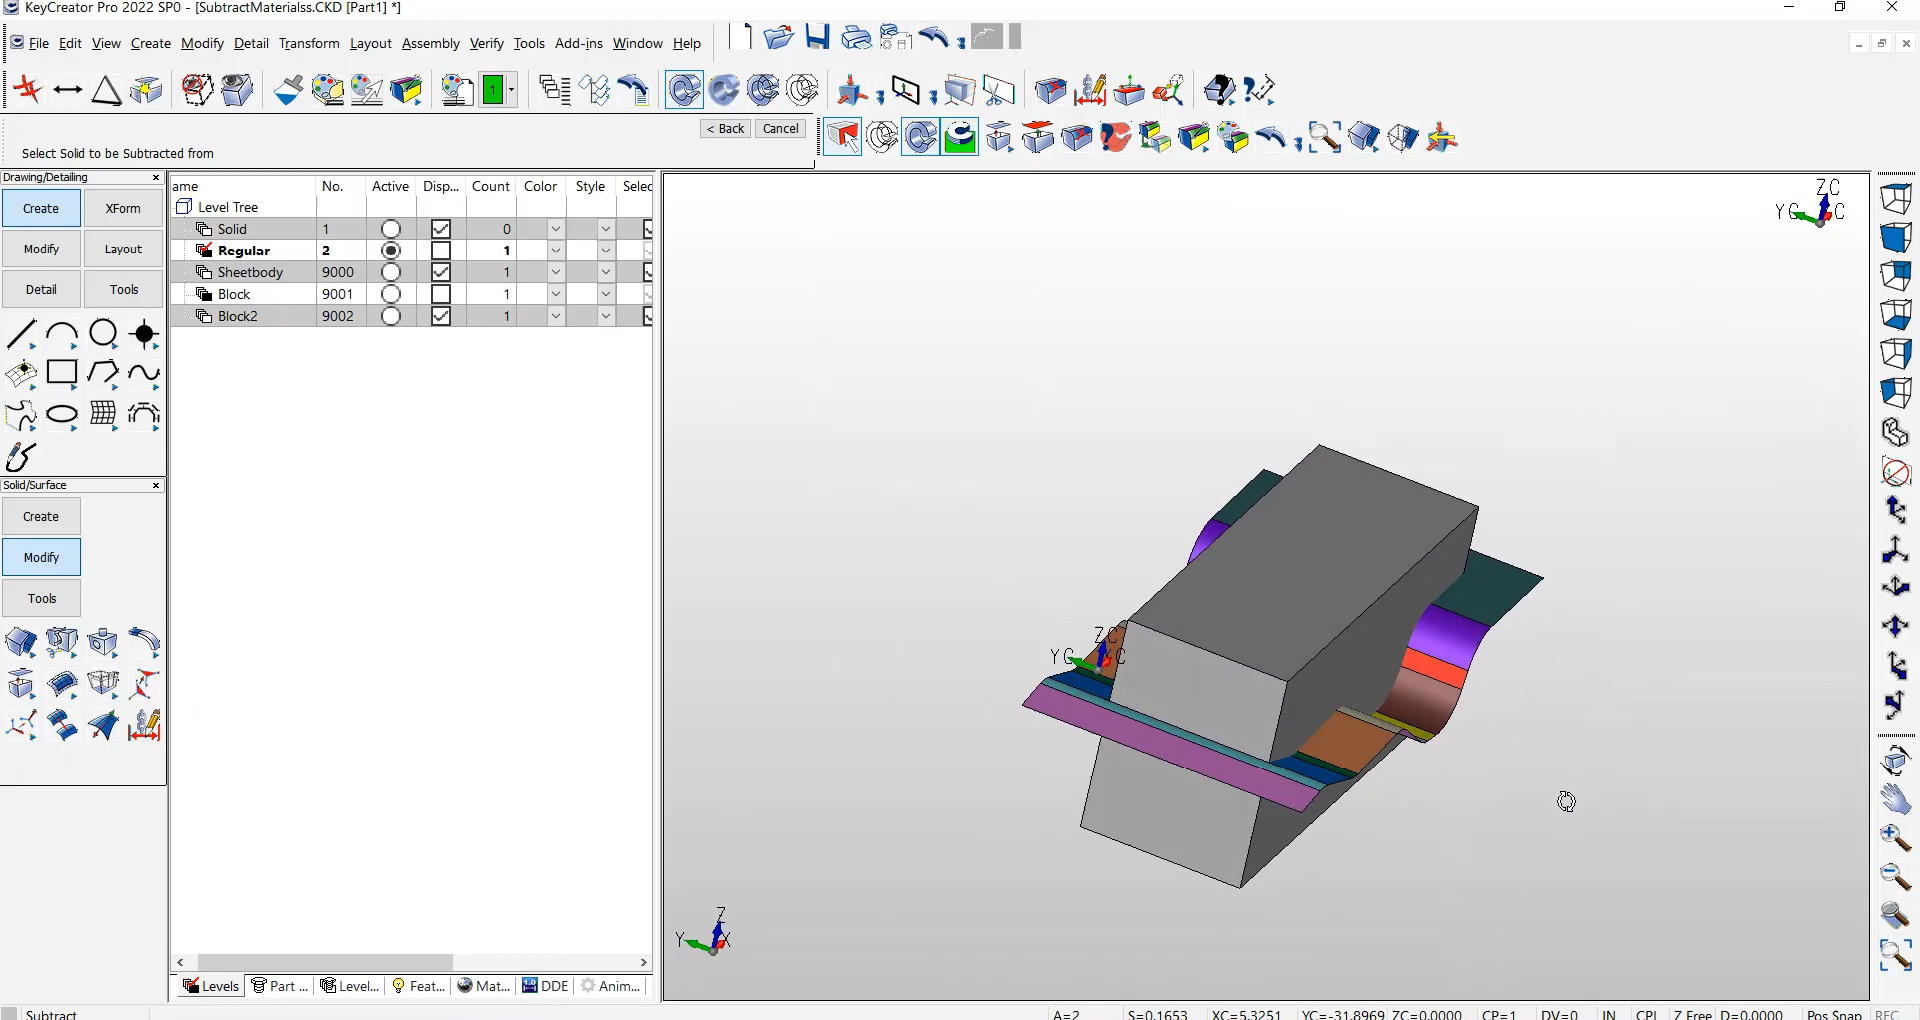 KeyCreator Pro 2022 SP0 - [SubtractMaterialss.CKD [Part1] *]
File Edit View Create Modify Detail Transform Layout Assembly Verify Tools Add-ins Window Help
1
< Back Cancel
Select Solid to be Subtracted from
Drawing/Detailing
Create XForm
Modify Layout
Detail Tools
Solid/Surface
Create
Modify
Tools
ame No. Active Disp... Count Color Style Selec
Level Tree
Solid 1 0
Regular 2 1
Sheetbody 9000 1
Block 9001 1
Block2 9002 1
ZC
YC C
ZC
YC C
Z
Y X
Levels Part ... Level... Feat... Mat... DDE Anim...
Subtract A=2 S=0.1653 XC=5.3251 YC=-31.8969 ZC=0.0000 CP=1 DV=0 IN CPL Z Free D=0.0000 Pos Snap REC